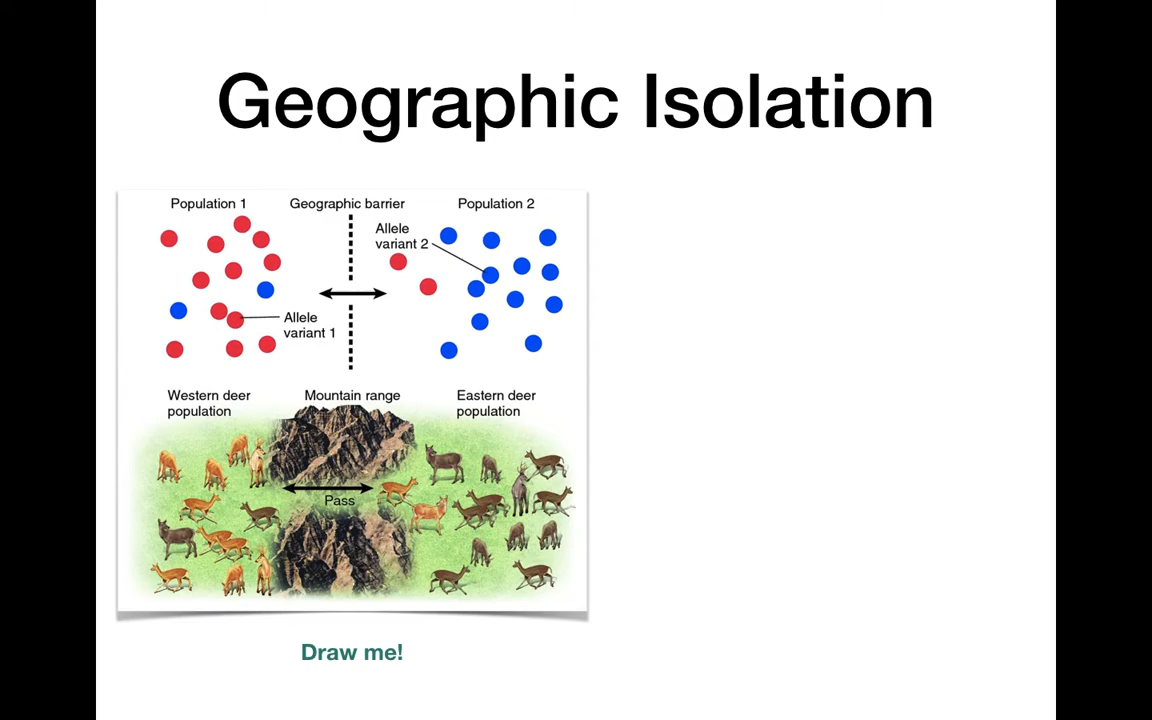 Geographic Isolation
Population 1
Geographic barrier
Population 2
Allele
variant 2
Allele
variant 1
Western deer
population
Mountain range
Eastern deer
population
Pass
Draw me!